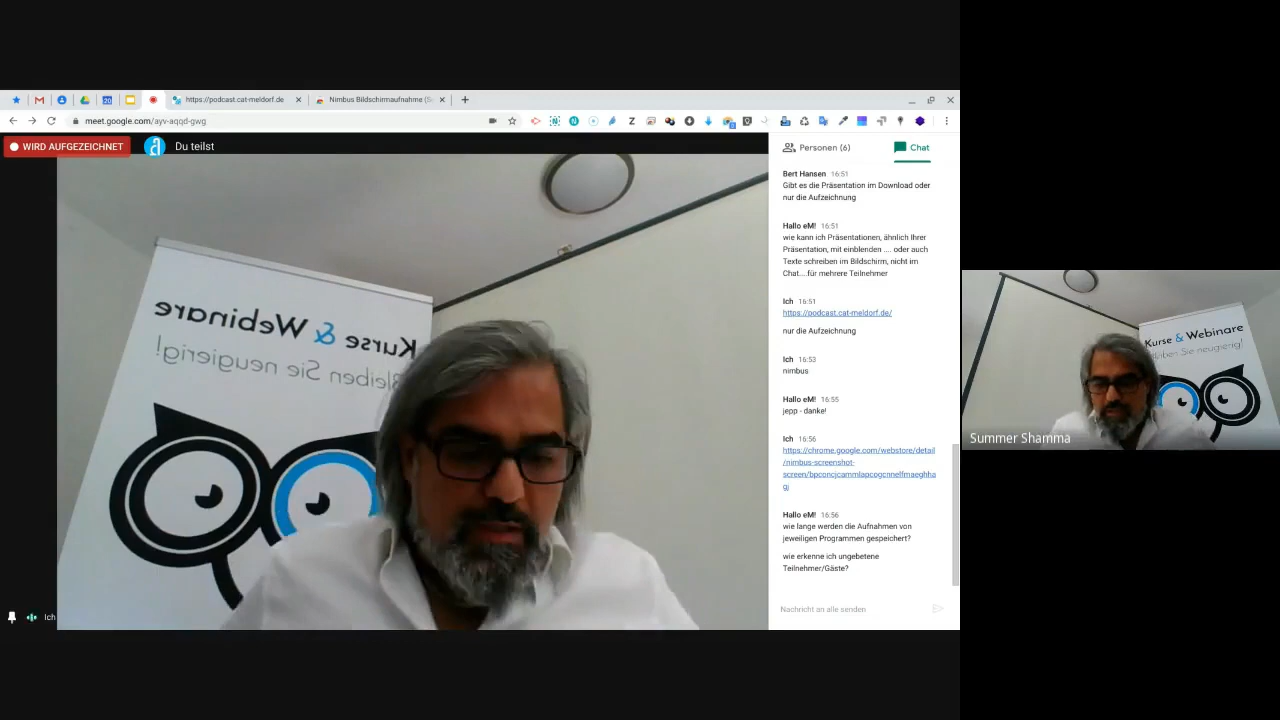 https://podcast.cat-meldorf.de
Nimbus Bildschirmaufnahme (S
meet.google.com/ayv-aqqd-gwg
WIRD AUFGEZEICHNET
Du teilst
Personen (6)
Chat
Bert Hansen 16:51
Gibt es die Präsentation im Download oder
nur die Aufzeichnung
Hallo eM! 16:51
wie kann ich Präsentationen, ähnlich Ihrer
Präsentation, mit einblenden .... oder auch
Texte schreiben im Bildschirm, nicht im
Chat....für mehrere Teilnehmer
Ich 16:51
https://podcast.cat-meldorf.de/
nur die Aufzeichnung
Ich 16:53
nimbus
Hallo eM! 16:55
jepp - danke!
Ich 16:56
https://chrome.google.com/webstore/detail
/nimbus-screenshot-
screen/bpconcjcammlapcogcnnelfmaeghha
gj
Hallo eM! 16:56
wie lange werden die Aufnahmen von
jeweiligen Programmen gespeichert?
wie erkenne ich ungebetene
Teilnehmer/Gäste?
Nachricht an alle senden
Kurse & Webinare
Bleiben Sie neugierig!
Ich
Kurse & Webinare
Bleiben Sie neugierig!
Summer Shamma